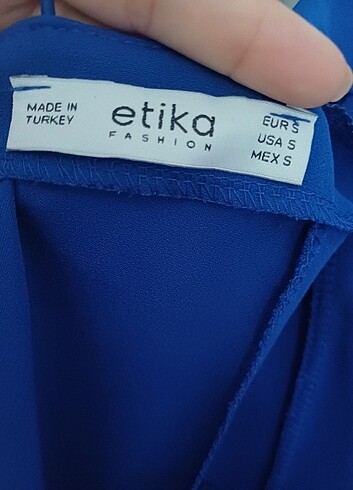 MADE IN
TURKEY
etika
FASHION
EUR S
USA S
MEX S